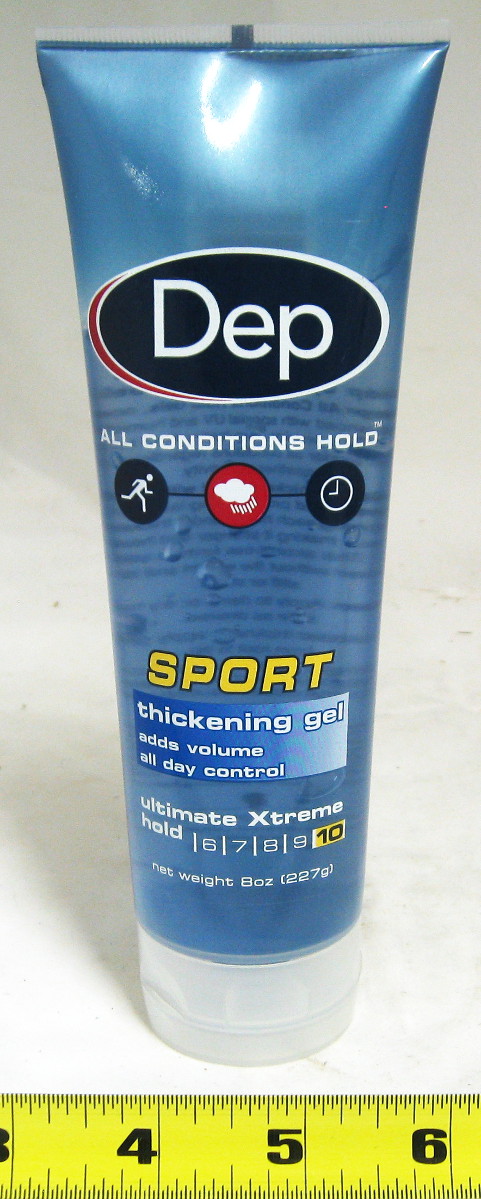 Dep
ALL CONDITIONS HOLD™
SPORT
thickening gel
adds volume
all day control
ultimate Xtreme
hold |6|7|8|9|10
net weight 8oz (227g)
3 4 5 6